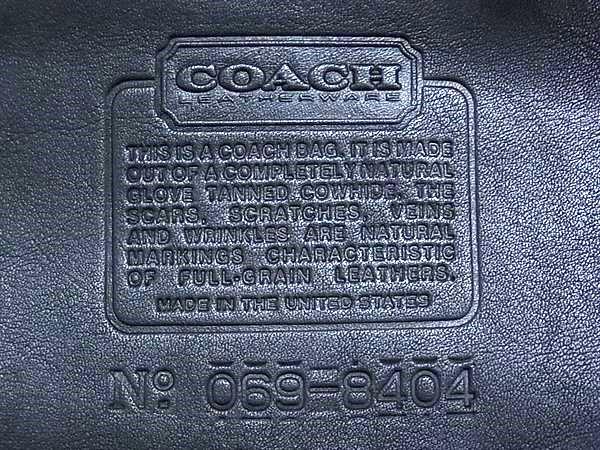 COACH
LEATHERWARE
THIS IS A COACH BAG. IT IS MADE
OUT OF A COMPLETELY NATURAL
GLOVE TANNED COWHIDE. THE
SCARS, SCRATCHES, VEINS
AND WRINKLES ARE NATURAL
MARKINGS CHARACTERISTIC
OF FULL-GRAIN LEATHERS.
MADE IN THE UNITED STATES
No: 069-8404